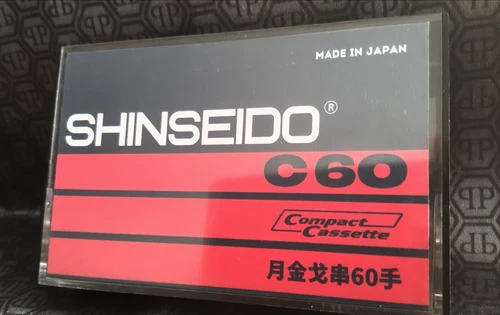 MADE IN JAPAN
SHINSEIDO®
C60
Compact
Cassette
月金戈串60手